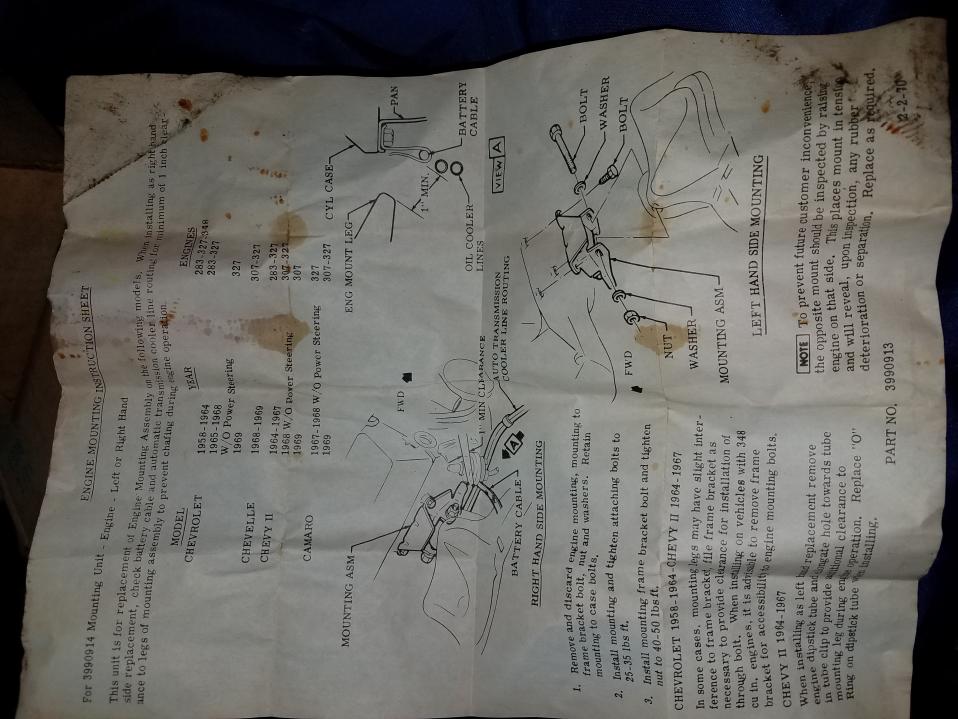 ENGINE MOUNTING INSTRUCTION SHEET
For 3990914 Mounting Unit - Engine - Left or Right Hand
This unit is for replacement of Engine Mounting Assembly on the following models. When installing as right hand
side replacement, check battery cable and automatic transmission cooler line routing for minimum of 1 inch clear-
ance to legs of mounting assembly to prevent chafing during engine operation.
MODEL YEAR ENGINES
CHEVROLET 1958-1964 283-327-348
1965-1968 283-327
W/O Power Steering
1969 327
CHEVELLE 1968-1969 307-327
CHEVY II 1964-1967 283-327
1968 W/O Power Steering 307-327
1969 307
CAMARO 1967-1968 W/O Power Steering 327
1969 307-327
MOUNTING ASM
FWD
1" MIN CLEARANCE
AUTO TRANSMISSION
COOLER LINE ROUTING
A
BATTERY CABLE
RIGHT HAND SIDE MOUNTING
ENG MOUNT LEG
CYL CASE
PAN
1" MIN.
OIL COOLER
LINES
BATTERY
CABLE
VIEW A
1. Remove and discard engine mounting, mounting to
frame bracket bolt, nut and washers. Retain
mounting to case bolts.
2. Install mounting and tighten attaching bolts to
25-35 lbs ft.
3. Install mounting frame bracket bolt and tighten
nut to 40-50 lbs ft.
CHEVROLET 1958-1964-CHEVY II 1964-1967
In some cases, mounting legs may have slight inter-
ference to frame bracket, file frame bracket as
necessary to provide clearance for installation of
through bolt. When installing on vehicles with 348
cu in. engines, it is advisable to remove frame
bracket for accessibility to engine mounting bolts.
CHEVY II 1964-1967
When installing as left replacement remove
engine dipstick tube and elongate hole towards tube
in tube clip to provide additional clearance to
mounting leg during engine operation. Replace "O"
Ring on dipstick tube when installing.
BOLT
WASHER
BOLT
FWD
NUT
WASHER
MOUNTING ASM
LEFT HAND SIDE MOUNTING
NOTE To prevent future customer inconvenience,
the opposite mount should be inspected by raising
engine on that side. This places mount in tension
and will reveal, upon inspection, any rubber
deterioration or separation. Replace as required.
PART NO. 3990913
12-2-70